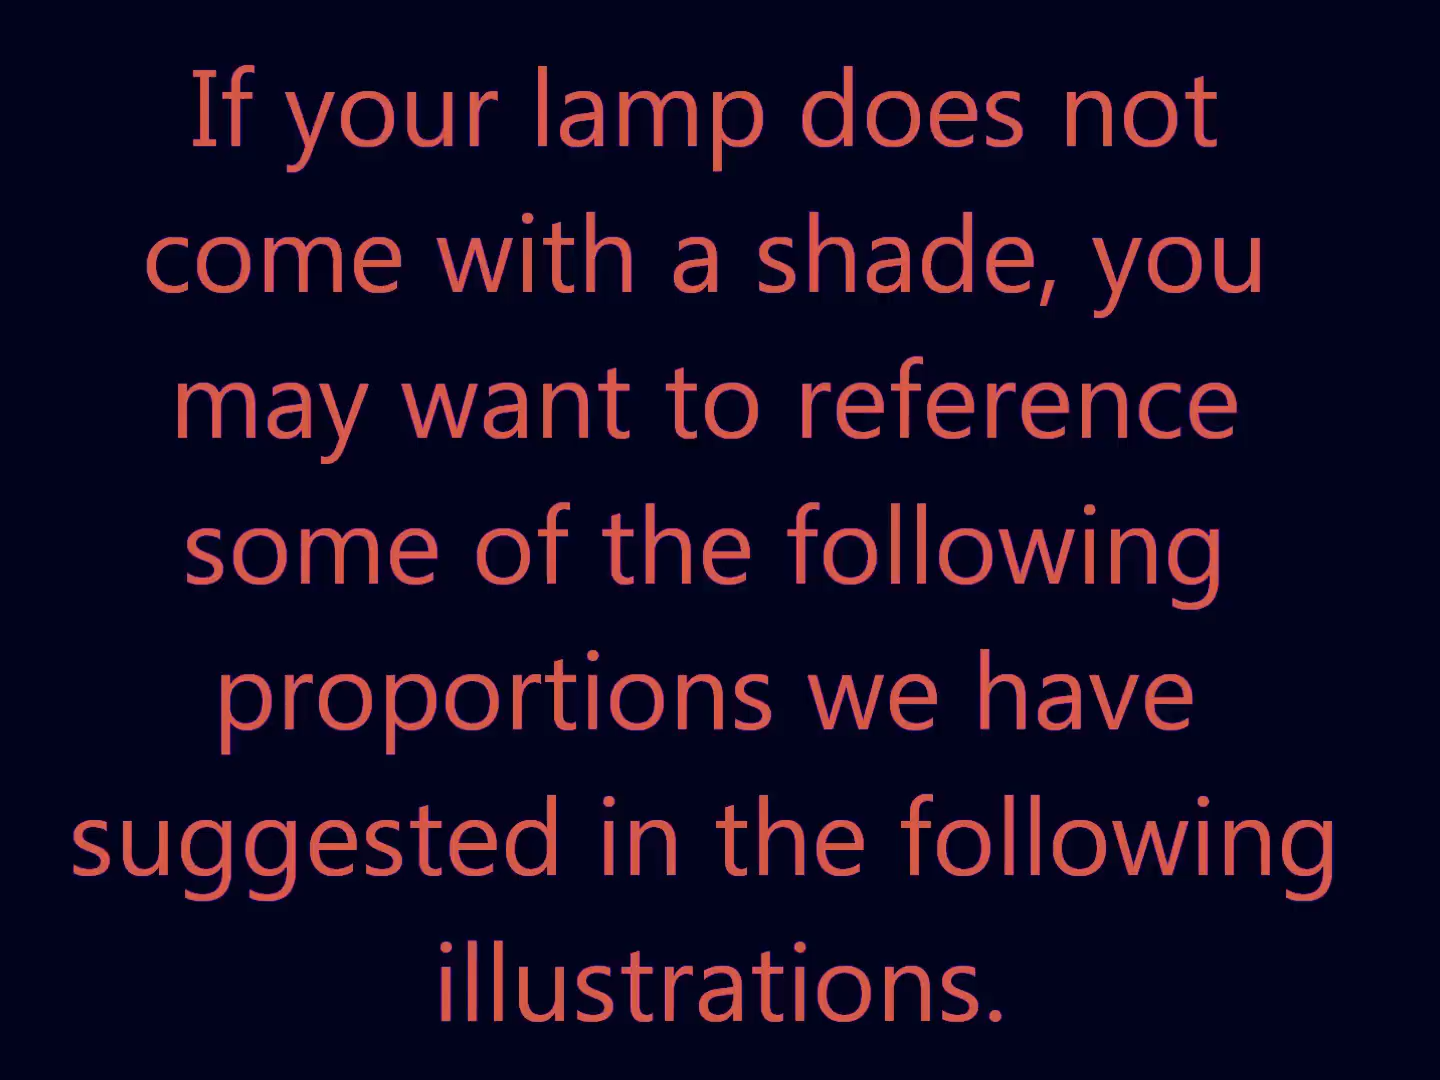 If your lamp does not
come with a shade, you
may want to reference
some of the following
proportions we have
suggested in the following
illustrations.